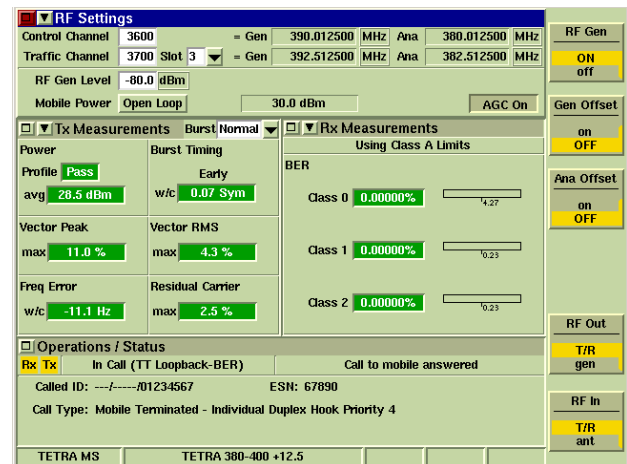 RF Settings
Control Channel 3600 = Gen 390.012500 MHz Ana 380.012500 MHz
Traffic Channel 3700 Slot 3 = Gen 392.512500 MHz Ana 382.512500 MHz
RF Gen Level -80.0 dBm
Mobile Power Open Loop 30.0 dBm AGC On
Tx Measurements Burst Normal
Power Burst Timing
Profile Pass Early
avg 28.5 dBm w/c 0.07 Sym
Vector Peak Vector RMS
max 11.0 % max 4.3 %
Freq Error Residual Carrier
w/c -11.1 Hz max 2.5 %
Rx Measurements
Using Class A Limits
BER
Class 0 0.00000% 4.27
Class 1 0.00000% 0.23
Class 2 0.00000% 0.23
Operations / Status
Rx Tx In Call (TT Loopback-BER) Call to mobile answered
Called ID: ---/-----/01234567 ESN: 67890
Call Type: Mobile Terminated - Individual Duplex Hook Priority 4
TETRA MS TETRA 380-400 +12.5
RF Gen
ON
off
Gen Offset
on
OFF
Ana Offset
on
OFF
RF Out
T/R
gen
RF In
T/R
ant